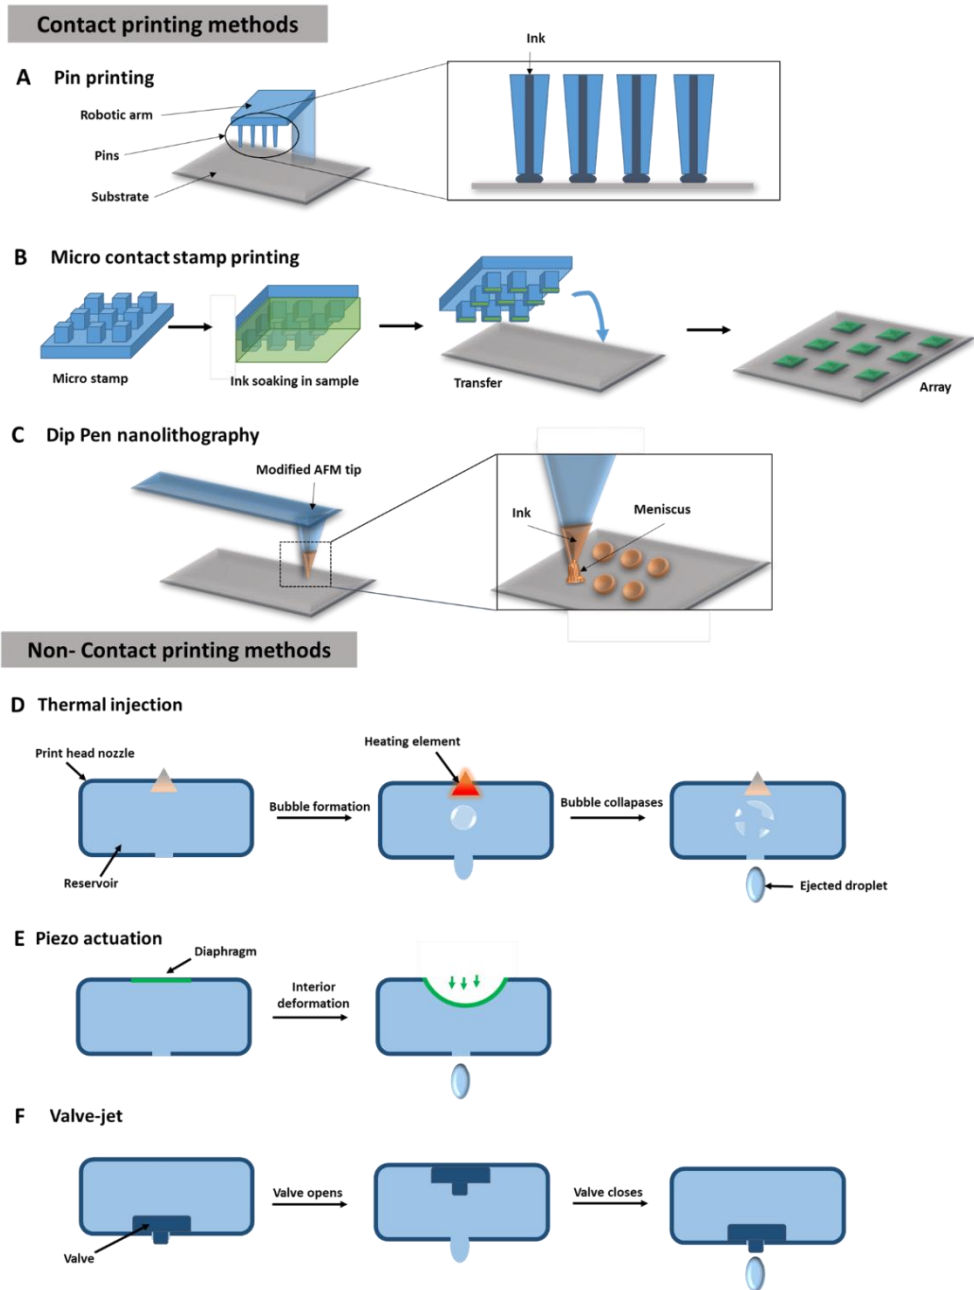 Contact printing methods
A Pin printing
Ink
Robotic arm
Pins
Substrate
B Micro contact stamp printing
Micro stamp
Ink soaking in sample
Transfer
Array
C Dip Pen nanolithography
Modified AFM tip
Ink
Meniscus
Non- Contact printing methods
D Thermal injection
Print head nozzle
Heating element
Bubble formation
Bubble collapases
Reservoir
Ejected droplet
E Piezo actuation
Diaphragm
Interior
deformation
F Valve-jet
Valve opens
Valve closes
Valve